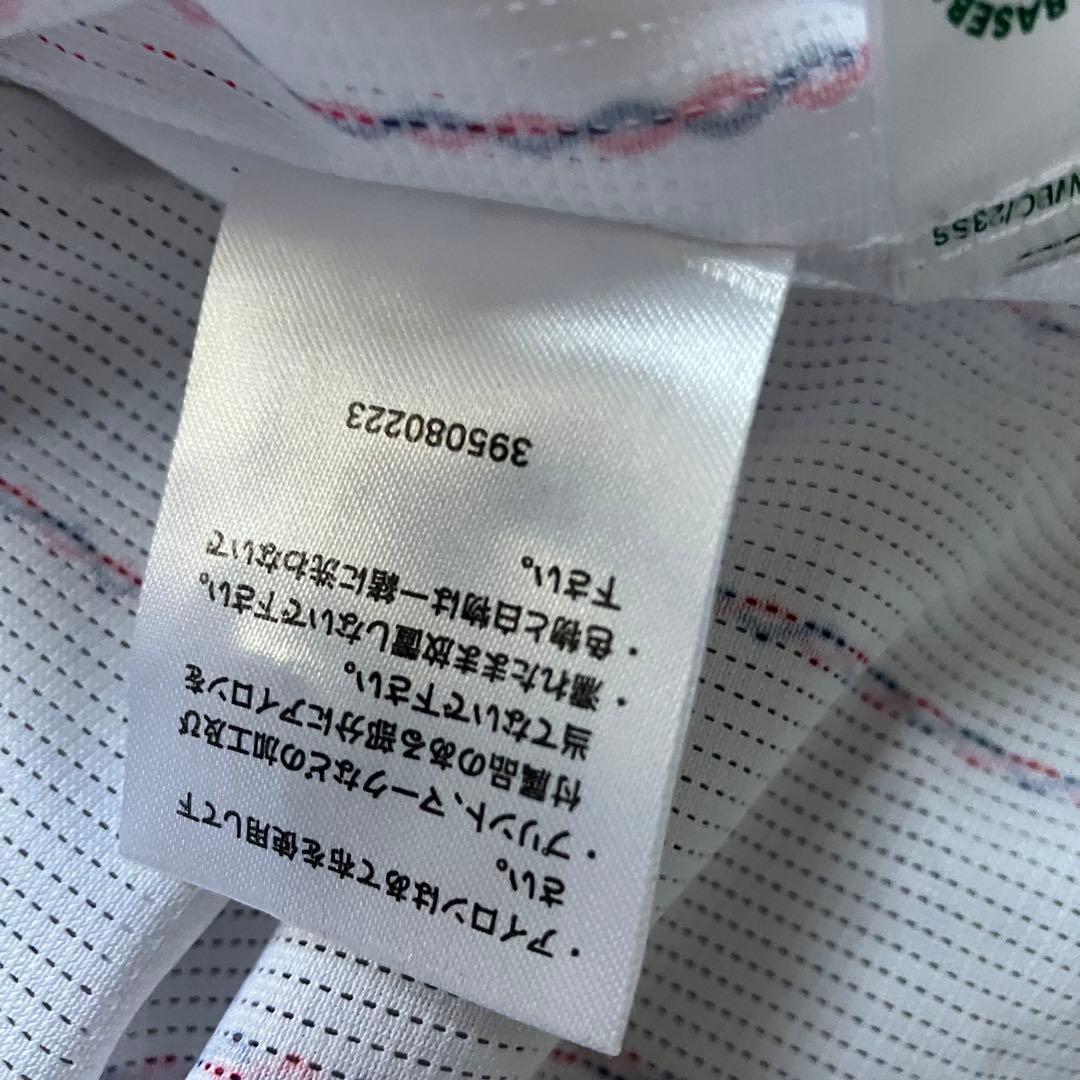 ・アイロンはあて布を使用して下
さい。
・プリント、マークなどの加工及び
付属品のある部分にアイロンを
当てないで下さい。
・濡れたまま放置しないで下さい。
・色物と白物は一緒に洗わないで
下さい。
395080223
/BC/23SS